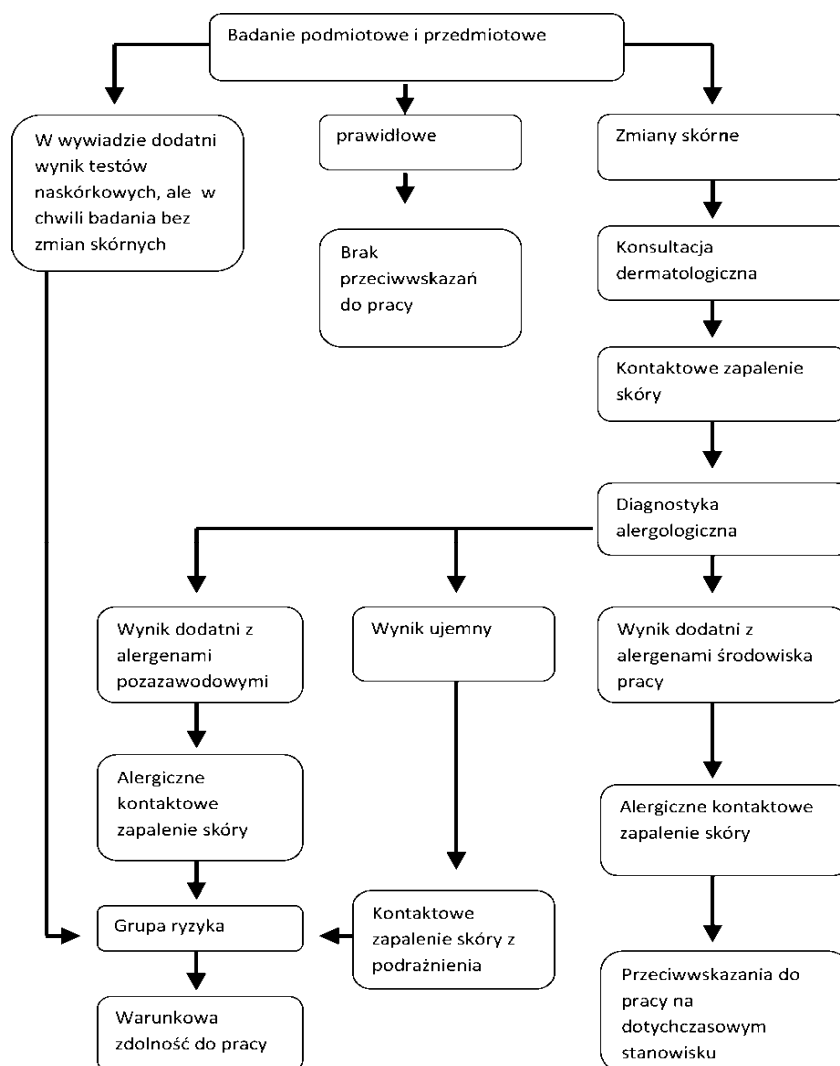 Badanie podmiotowe i przedmiotowe
W wywiadzie dodatni
wynik testów
naskórkowych, ale w
chwili badania bez
zmian skórnych
prawidłowe
Brak
przeciwwskazań
do pracy
Zmiany skórne
Konsultacja
dermatologiczna
Kontaktowe zapalenie
skóry
Diagnostyka
alergologiczna
Wynik dodatni z
alergenami
pozazawodowymi
Wynik ujemny
Wynik dodatni z
alergenami środowiska
pracy
Alergiczne
kontaktowe
zapalenie skóry
Alergiczne kontaktowe
zapalenie skóry
Grupa ryzyka
Kontaktowe
zapalenie skóry z
podrażnienia
Warunkowa
zdolność do pracy
Przeciwwskazania do
pracy na
dotychczasowym
stanowisku